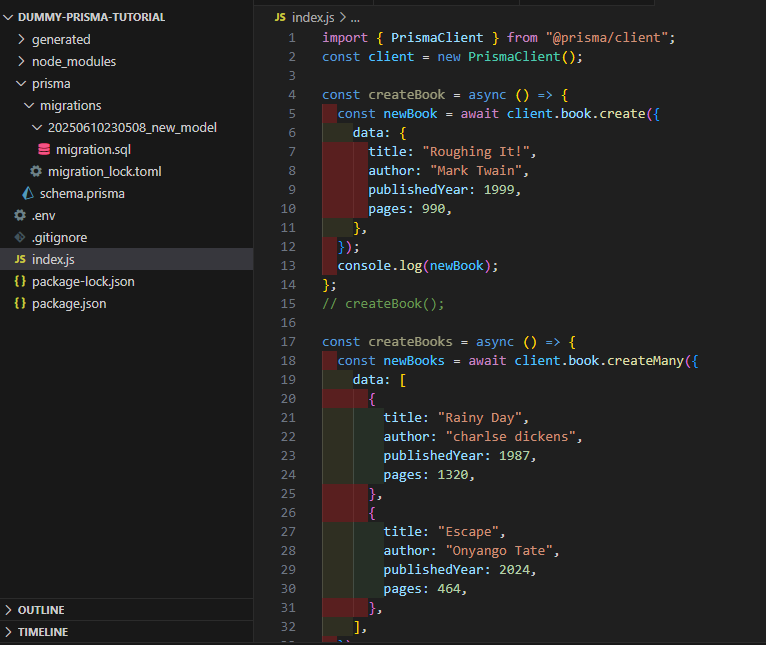 DUMMY-PRISMA-TUTORIAL
generated
node_modules
prisma
migrations
20250610230508_new_model
migration.sql
migration_lock.toml
schema.prisma
.env
.gitignore
JS index.js
{} package-lock.json
{} package.json
OUTLINE
TIMELINE
JS index.js > ...
1 import { PrismaClient } from "@prisma/client";
2 const client = new PrismaClient();
3
4 const createBook = async () => {
5   const newBook = await client.book.create({
6     data: {
7       title: "Roughing It!",
8       author: "Mark Twain",
9       publishedYear: 1999,
10       pages: 990,
11     },
12   });
13   console.log(newBook);
14 };
15 // createBook();
16
17 const createBooks = async () => {
18   const newBooks = await client.book.createMany({
19     data: [
20       {
21         title: "Rainy Day",
22         author: "charlse dickens",
23         publishedYear: 1987,
24         pages: 1320,
25       },
26       {
27         title: "Escape",
28         author: "Onyango Tate",
29         publishedYear: 2024,
30         pages: 464,
31       },
32     ],